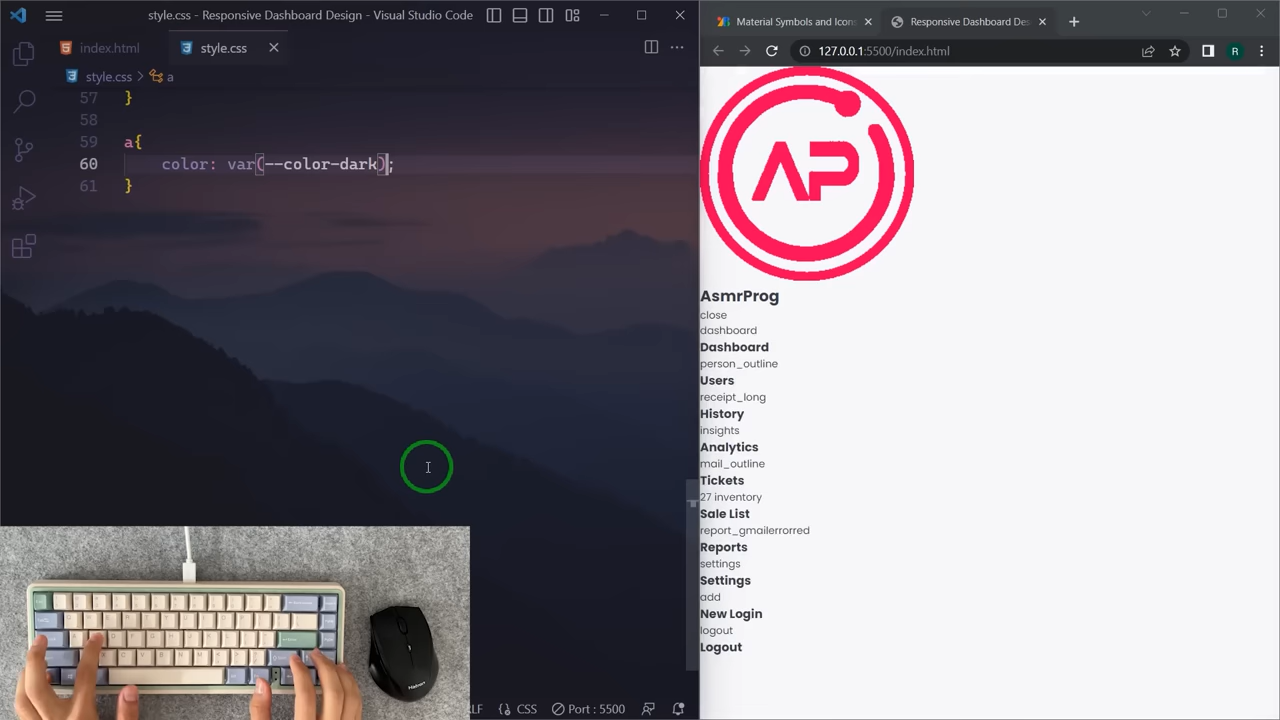 style.css - Responsive Dashboard Design - Visual Studio Code
index.html
style.css
style.css > a
57 }
58
59 a{
60 color: var(--color-dark);
61 }
CSS
Port : 5500
Material Symbols and Icon
Responsive Dashboard Des
127.0.0.1:5500/index.html
R
AP
AsmrProg
close
dashboard
Dashboard
person_outline
Users
receipt_long
History
insights
Analytics
mail_outline
Tickets
27 inventory
Sale List
report_gmailerrorred
Reports
settings
Settings
add
New Login
logout
Logout